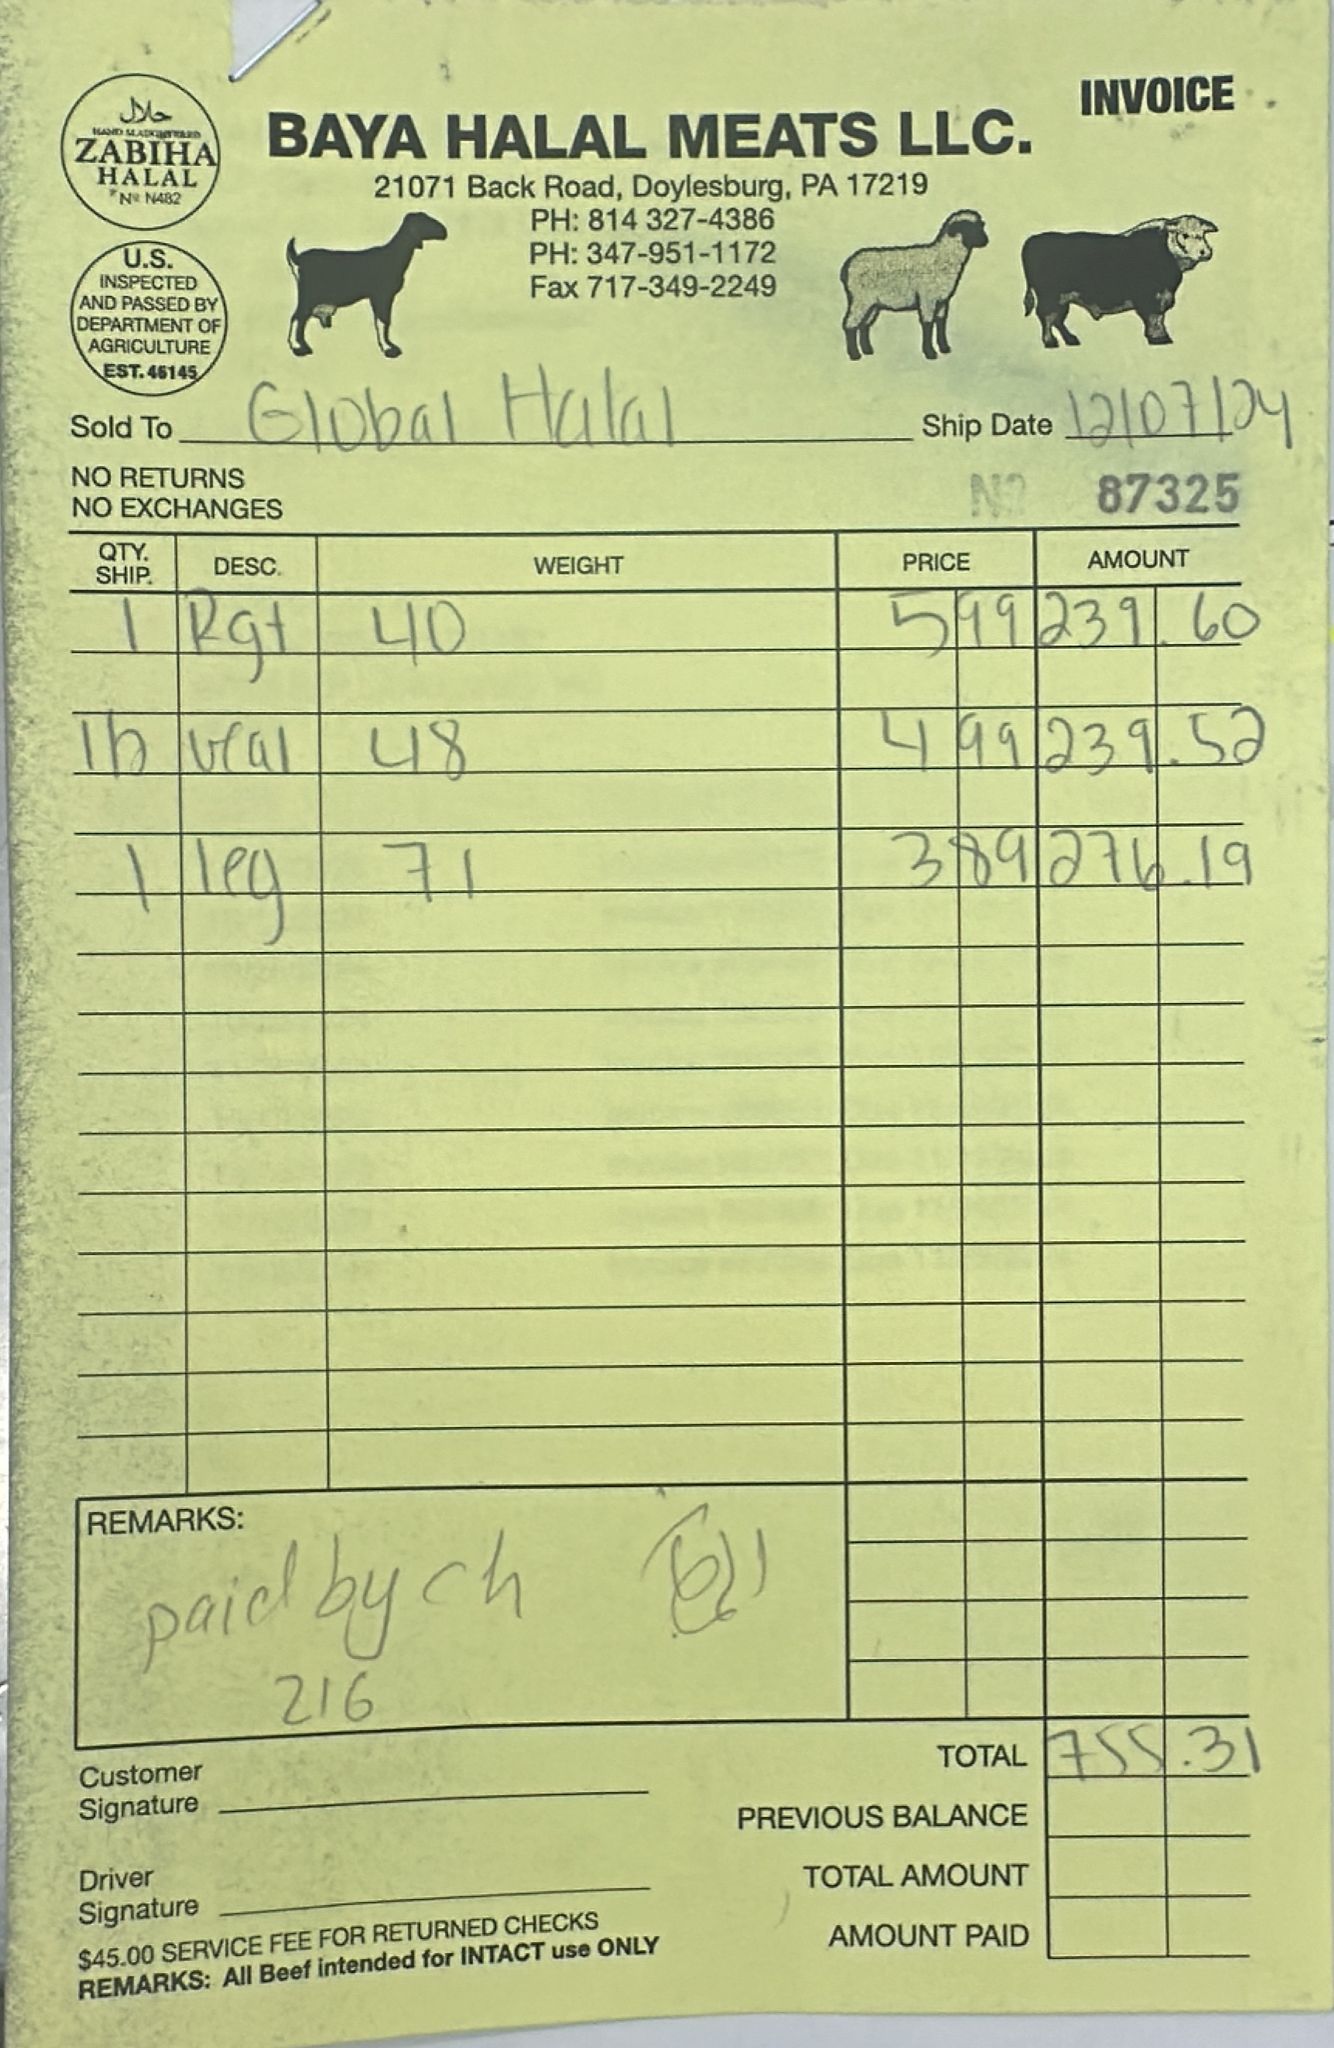 INVOICE
حلال
HAND SLAUGHTERED
ZABIHA
HALAL
Nº N482
BAYA HALAL MEATS LLC.
21071 Back Road, Doylesburg, PA 17219
PH: 814 327-4386
PH: 347-951-1172
Fax 717-349-2249
U.S.
INSPECTED
AND PASSED BY
DEPARTMENT OF
AGRICULTURE
EST. 46145
Sold To Global Halal Ship Date 12/07/24
NO RETURNS
NO EXCHANGES
Nº 87325
QTY. SHIP. DESC. WEIGHT PRICE AMOUNT
1 Rgt 40 5 99 239.60
1b veal 48 4 99 239.52
1 leg 71 3 89 276.19
REMARKS:
paid by ch
216
TOTAL 755.31
Customer
Signature
PREVIOUS BALANCE
TOTAL AMOUNT
Driver
Signature
AMOUNT PAID
$45.00 SERVICE FEE FOR RETURNED CHECKS
REMARKS: All Beef intended for INTACT use ONLY